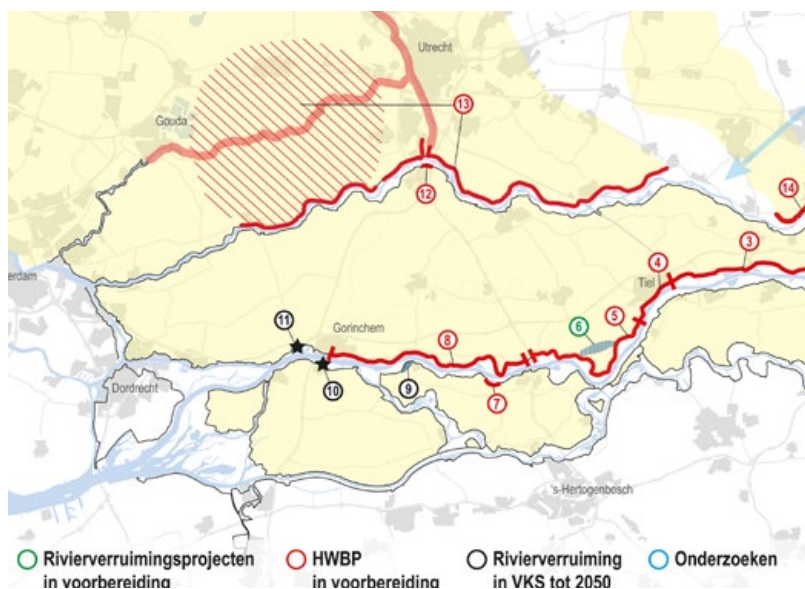 Utrecht
Gouda
13
12
14
3
4
Tiel
5
6
11
Gorinchem
8
erdam
Dordrecht
10
9
7
's-Hertogenbosch
Rivierverruimingsprojecten
in voorbereiding
HWBP
in voorbereiding
Rivierverruiming
in VKS tot 2050
Onderzoeken